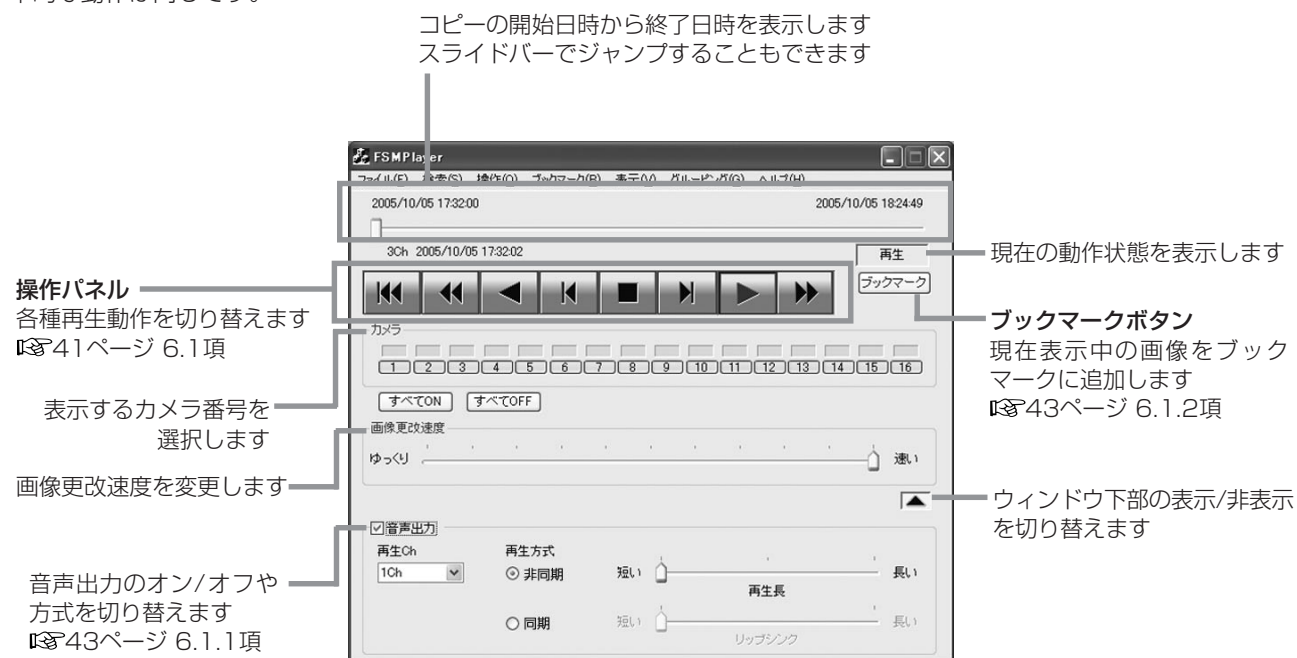 コピーの開始日時から終了日時を表示します
スライドバーでジャンプすることもできます
FSMPlayer
ファイル(F) 検索(S) 操作(O) ブックマーク(B) 表示(V) グルーピング(G) ヘルプ(H)
2005/10/05 17:32:00 2005/10/05 18:24:49
3Ch 2005/10/05 17:32:02
再生
現在の動作状態を表示します
ブックマーク
操作パネル
各種再生動作を切り替えます
41ページ 6.1項
ブックマークボタン
現在表示中の画像をブック
マークに追加します
43ページ 6.1.2項
カメラ
1 2 3 4 5 6 7 8 9 10 11 12 13 14 15 16
すべてON すべてOFF
表示するカメラ番号を
選択します
画像更改速度
ゆっくり 速い
画像更改速度を変更します
ウィンドウ下部の表示/非表示
を切り替えます
音声出力
再生Ch 再生方式
1Ch 非同期 短い 長い
再生長
同期 短い 長い
リップシンク
音声出力のオン/オフや
方式を切り替えます
43ページ 6.1.1項